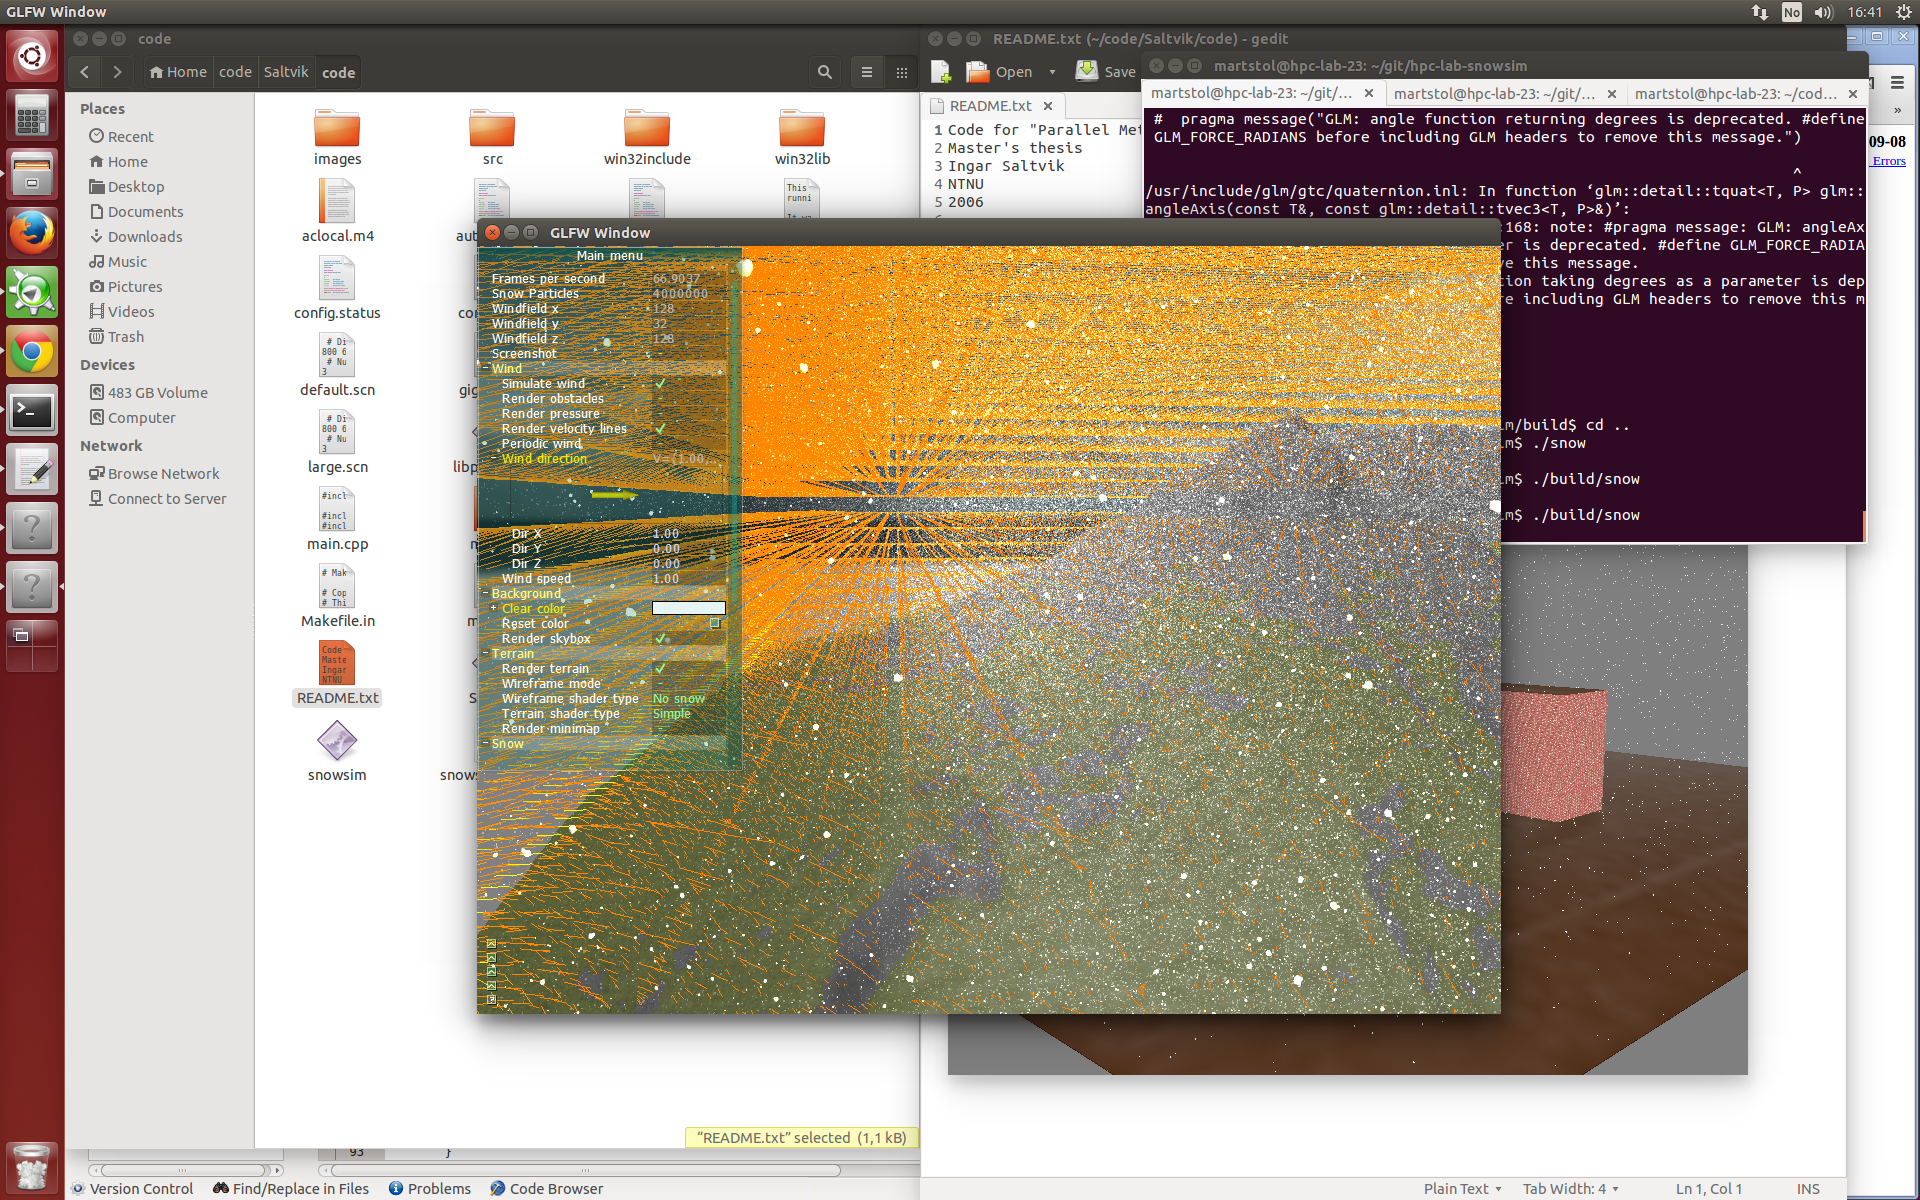 GLFW Window
No
16:41
code
Home
code
Saltvik
code
Places
Recent
Home
Desktop
Documents
Downloads
Music
Pictures
Videos
Trash
Devices
483 GB Volume
Computer
Network
Browse Network
Connect to Server
images
src
win32include
win32lib
aclocal.m4
config.status
default.scn
large.scn
main.cpp
Makefile.in
README.txt
snowsim
“README.txt” selected (1,1 kB)
README.txt (~/code/Saltvik/code) - gedit
Open
Save
README.txt
1 Code for "Parallel Met
2 Master's thesis
3 Ingar Saltvik
4 NTNU
5 2006
martstol@hpc-lab-23: ~/git/hpc-lab-snowsim
martstol@hpc-lab-23: ~/git/...
martstol@hpc-lab-23: ~/git/...
martstol@hpc-lab-23: ~/cod...
# pragma message("GLM: angle function returning degrees is deprecated. #define
GLM_FORCE_RADIANS before including GLM headers to remove this message.")
^
/usr/include/glm/gtc/quaternion.inl: In function ‘glm::detail::tquat<T, P> glm::
angleAxis(const T&, const glm::detail::tvec3<T, P>&)’:
:168: note: #pragma message: GLM: angleAx
r is deprecated. #define GLM_FORCE_RADIA
e this message.
tion taking degrees as a parameter is dep
e including GLM headers to remove this m
m/build$ cd ..
m$ ./snow
m$ ./build/snow
m$ ./build/snow
09-08
Errors
»
GLFW Window
Main menu
Frames per second 66.9037
Snow Particles 4000000
Windfield x 128
Windfield y 32
Windfield z 128
Screenshot
Wind
Simulate wind
Render obstacles
Render pressure
Render velocity lines
Periodic wind
Wind direction V={1.00,..
Dir X 1.00
Dir Y 0.00
Dir Z 0.00
Wind speed 1.00
Background
Clear color
Reset color
Render skybox
Terrain
Render terrain
Wireframe mode
Wireframe shader type No snow
Terrain shader type Simple
Render minimap
Snow
93 }
Version Control
Find/Replace in Files
Problems
Code Browser
Plain Text
Tab Width: 4
Ln 1, Col 1
INS